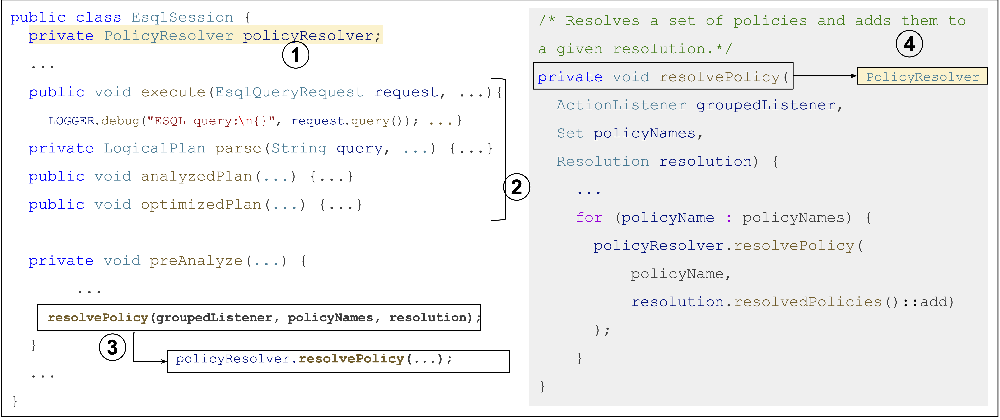 public class EsqlSession {
private PolicyResolver policyResolver;
1
...
public void execute(EsqlQueryRequest request, ...){
LOGGER.debug("ESQL query:\n{}", request.query()); ...}
private LogicalPlan parse(String query, ...) {...}
public void analyzedPlan(...) {...}
public void optimizedPlan(...) {...}
2
private void preAnalyze(...) {
...
resolvePolicy(groupedListener, policyNames, resolution);
}
3
policyResolver.resolvePolicy(...);
...
}
/* Resolves a set of policies and adds them to
a given resolution.*/
4
private void resolvePolicy(
PolicyResolver
ActionListener groupedListener,
Set policyNames,
Resolution resolution) {
...
for (policyName : policyNames) {
policyResolver.resolvePolicy(
policyName,
resolution.resolvedPolicies()::add)
);
}
}